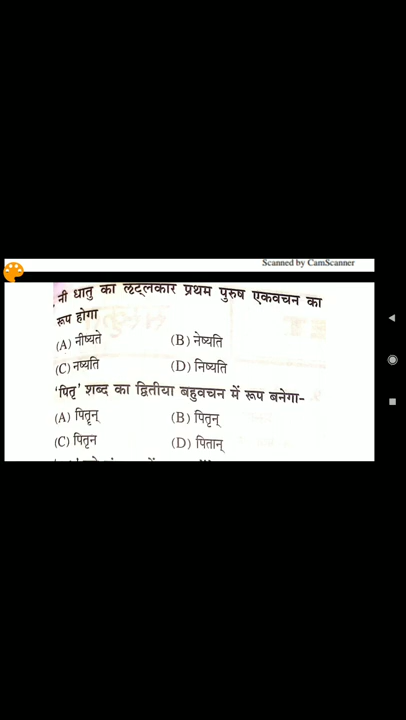 Scanned by CamScanner
नी धातु का लृट्लकार प्रथम पुरुष एकवचन का
रूप होगा
(A) नीष्यते (B) नेष्यति
(C) नष्यति (D) निष्यति
'पितृ' शब्द का द्वितीया बहुवचन में रूप बनेगा-
(A) पितॄन् (B) पितृन्
(C) पितृन (D) पितान्